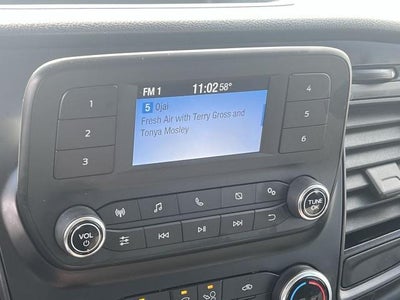 FM 1 11:02 58°
5 Ojai
Fresh Air with Terry Gross and
Tonya Mosley
1
2
3
4
5
6
VOL
TUNE
OK